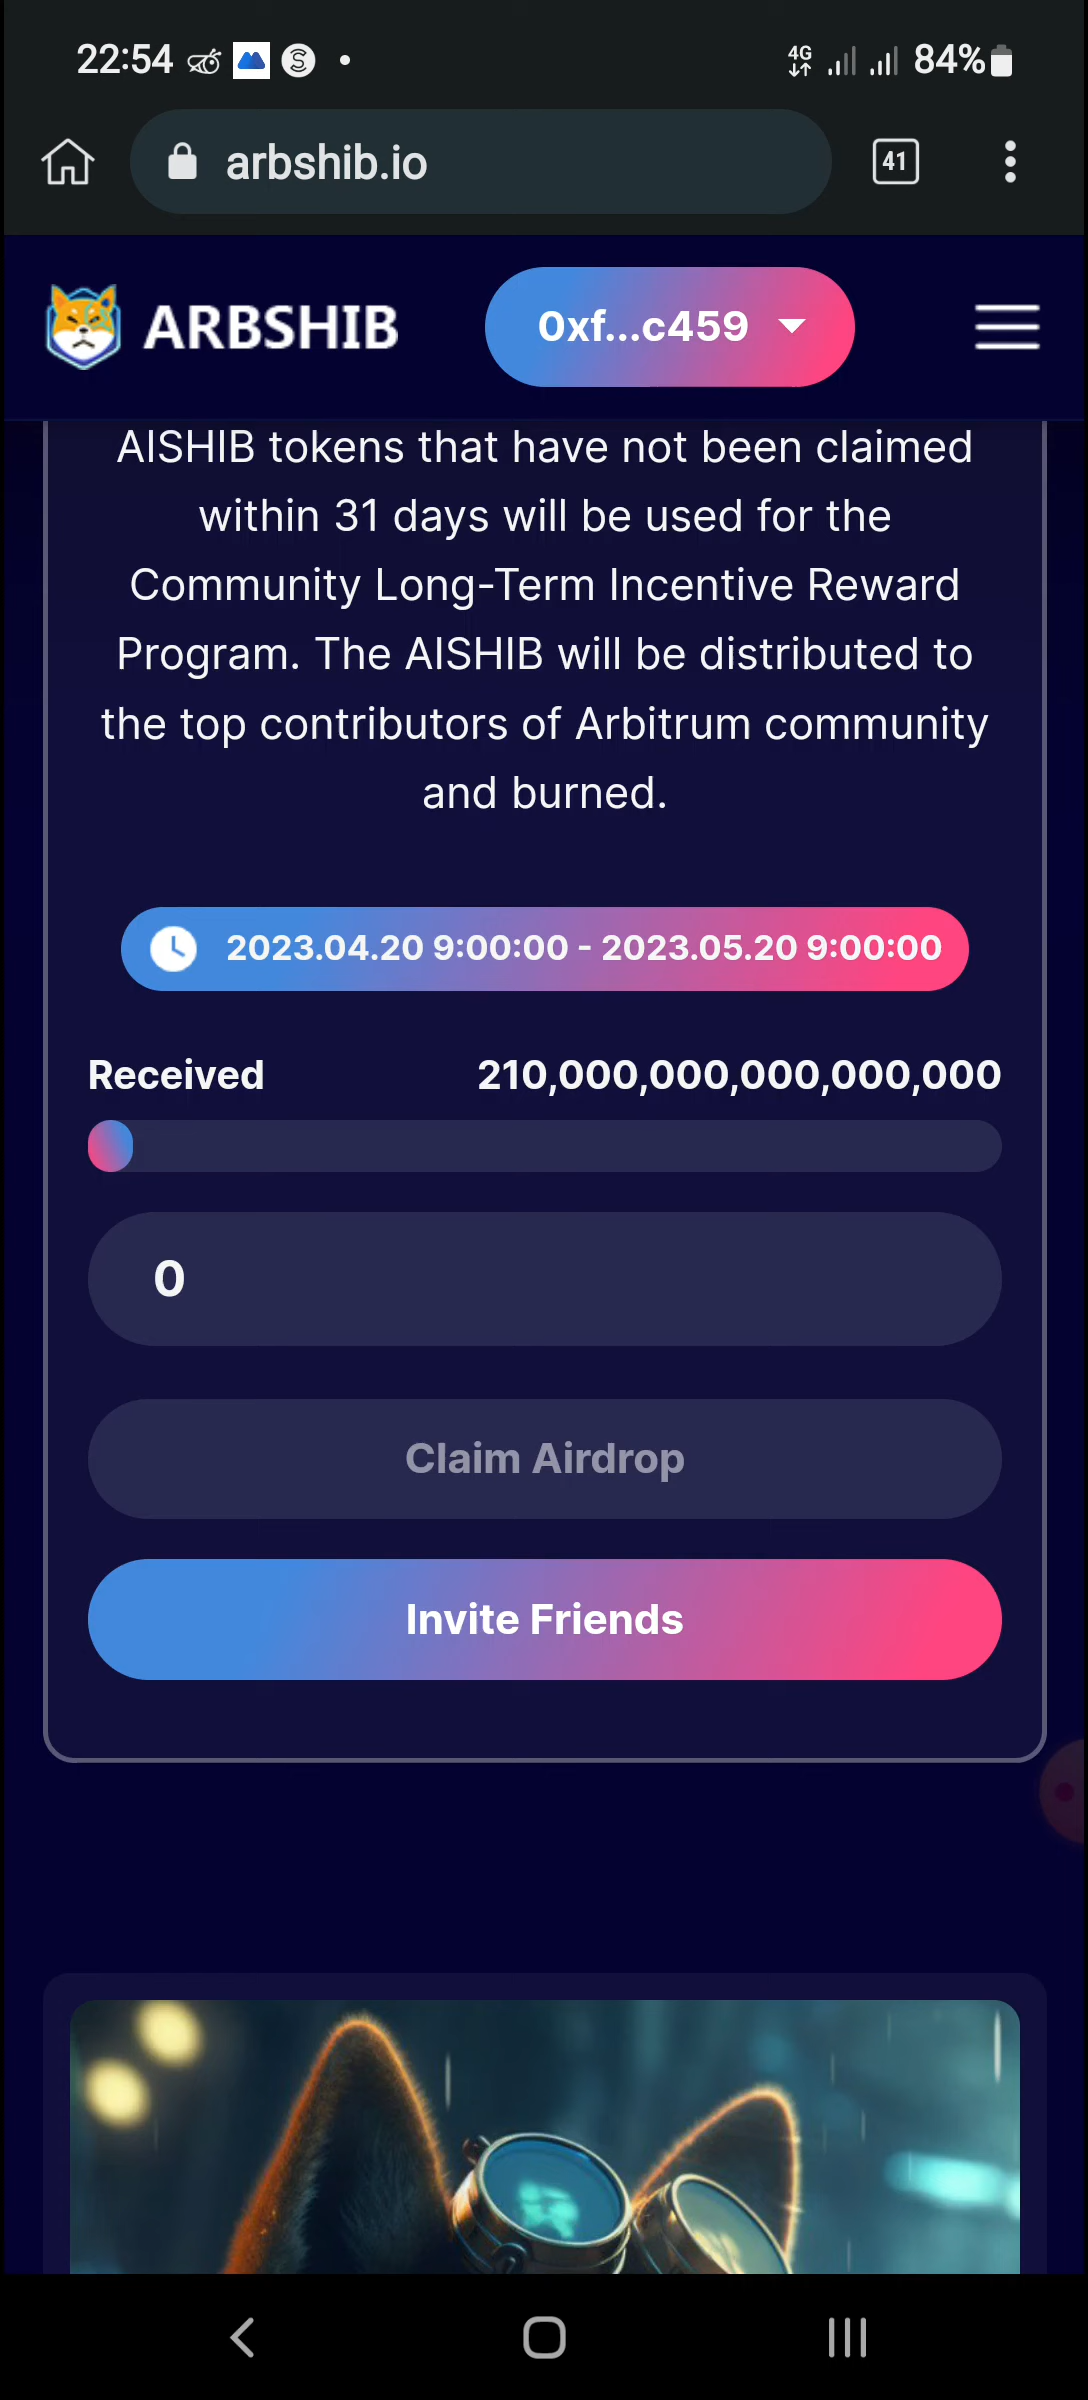 22:54
4G
84%
arbshib.io
41
ARBSHIB
0xf...c459
AISHIB tokens that have not been claimed
within 31 days will be used for the
Community Long-Term Incentive Reward
Program. The AISHIB will be distributed to
the top contributors of Arbitrum community
and burned.
2023.04.20 9:00:00 - 2023.05.20 9:00:00
Received
210,000,000,000,000,000
0
Claim Airdrop
Invite Friends